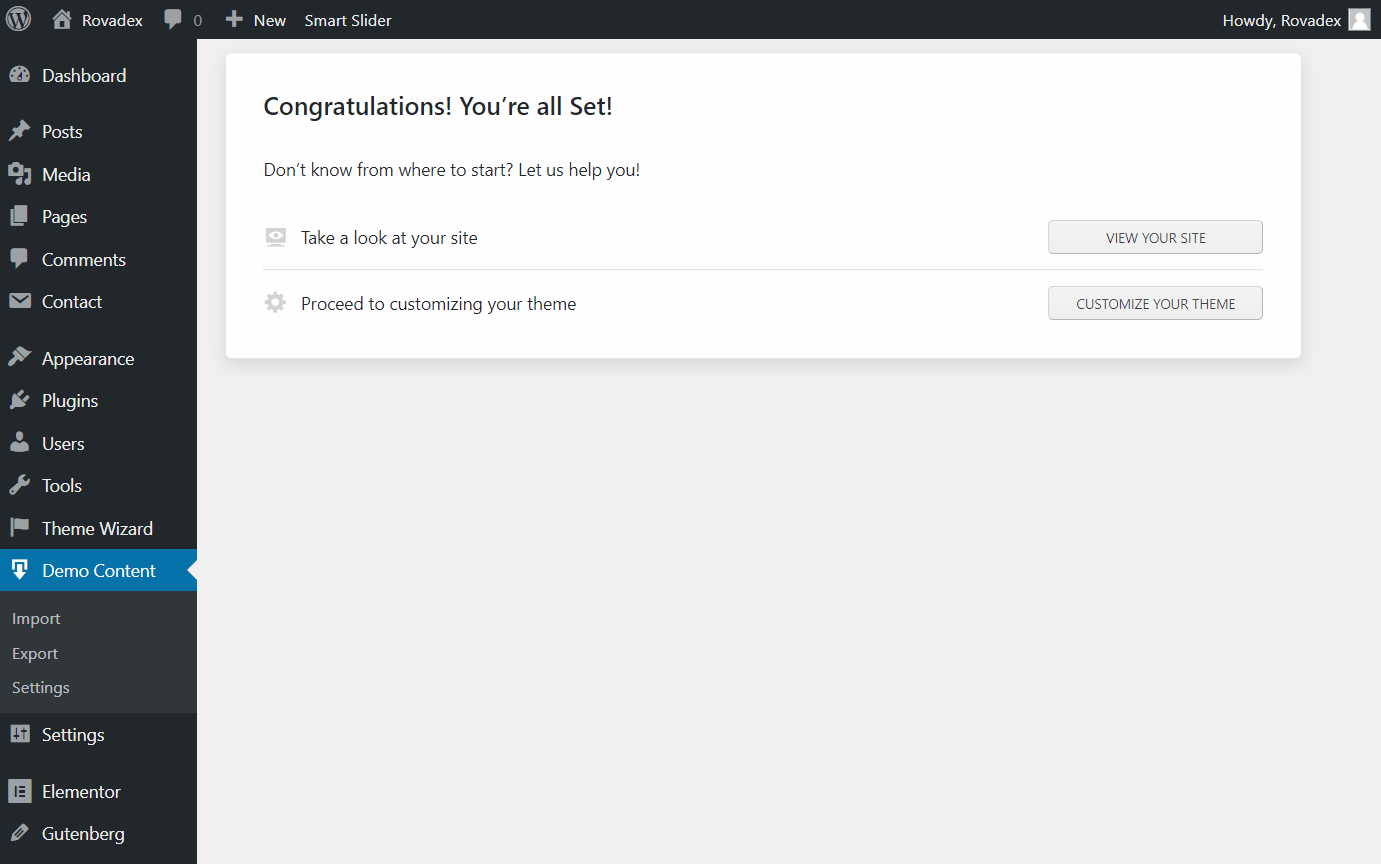 Rovadex 0 New Smart Slider Howdy, Rovadex
Dashboard
Posts
Media
Pages
Comments
Contact
Appearance
Plugins
Users
Tools
Theme Wizard
Demo Content
Import
Export
Settings
Settings
Elementor
Gutenberg
Congratulations! You’re all Set!
Don’t know from where to start? Let us help you!
Take a look at your site VIEW YOUR SITE
Proceed to customizing your theme CUSTOMIZE YOUR THEME